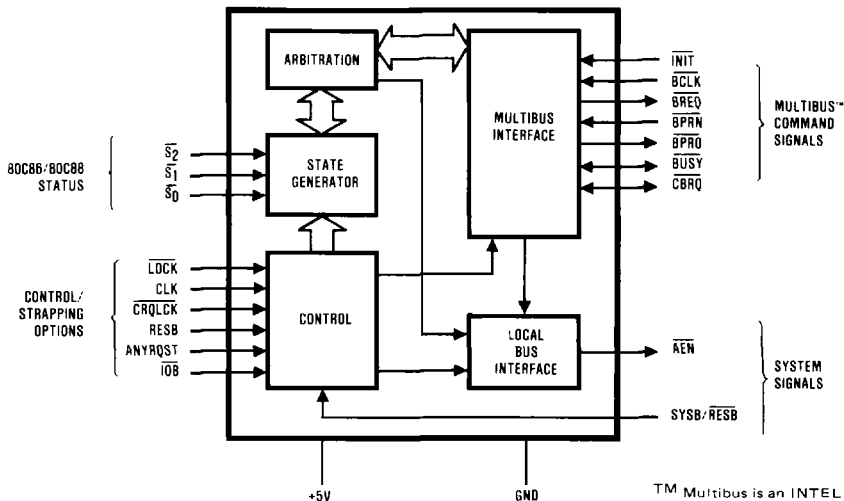 ARBITRATION
STATE
GENERATOR
CONTROL
MULTIBUS
INTERFACE
LOCAL
BUS
INTERFACE
80C86/80C88
STATUS
S2
S1
S0
CONTROL/
STRAPPING
OPTIONS
LOCK
CLK
CRQLCK
RESB
ANYRQST
IOB
INIT
BCLK
BREQ
BPRN
BPRO
BUSY
CBRQ
MULTIBUS™
COMMAND
SIGNALS
AEN
SYSB/RESB
SYSTEM
SIGNALS
+5V
GND
TM Multibus is an INTEL